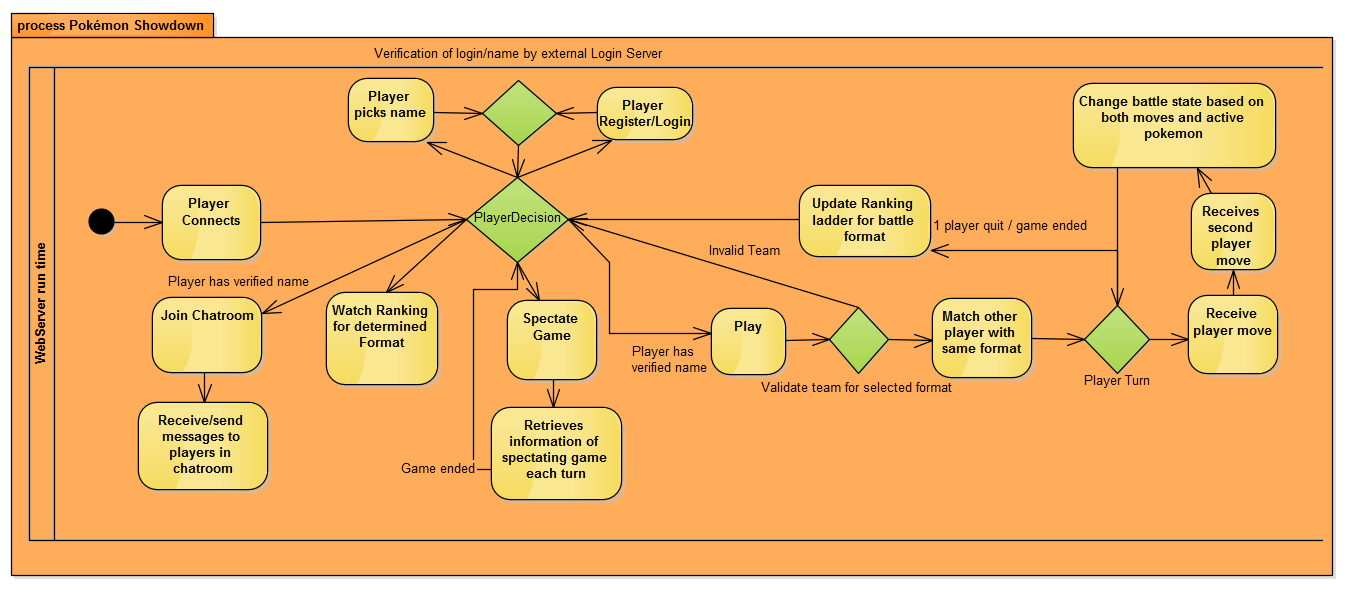 process Pokémon Showdown
Verification of login/name by external Login Server
WebServer run time
Player
picks name
Player
Register/Login
Change battle state based on
both moves and active
pokemon
Player
Connects
PlayerDecision
Update Ranking
ladder for battle
format
1 player quit / game ended
Receives
second
player
move
Invalid Team
Player has verified name
Join Chatroom
Watch Ranking
for determined
Format
Spectate
Game
Play
Match other
player with
same format
Receive
player move
Player has
verified name
Validate team for selected format
Player Turn
Receive/send
messages to
players in
chatroom
Retrieves
information of
spectating game
each turn
Game ended